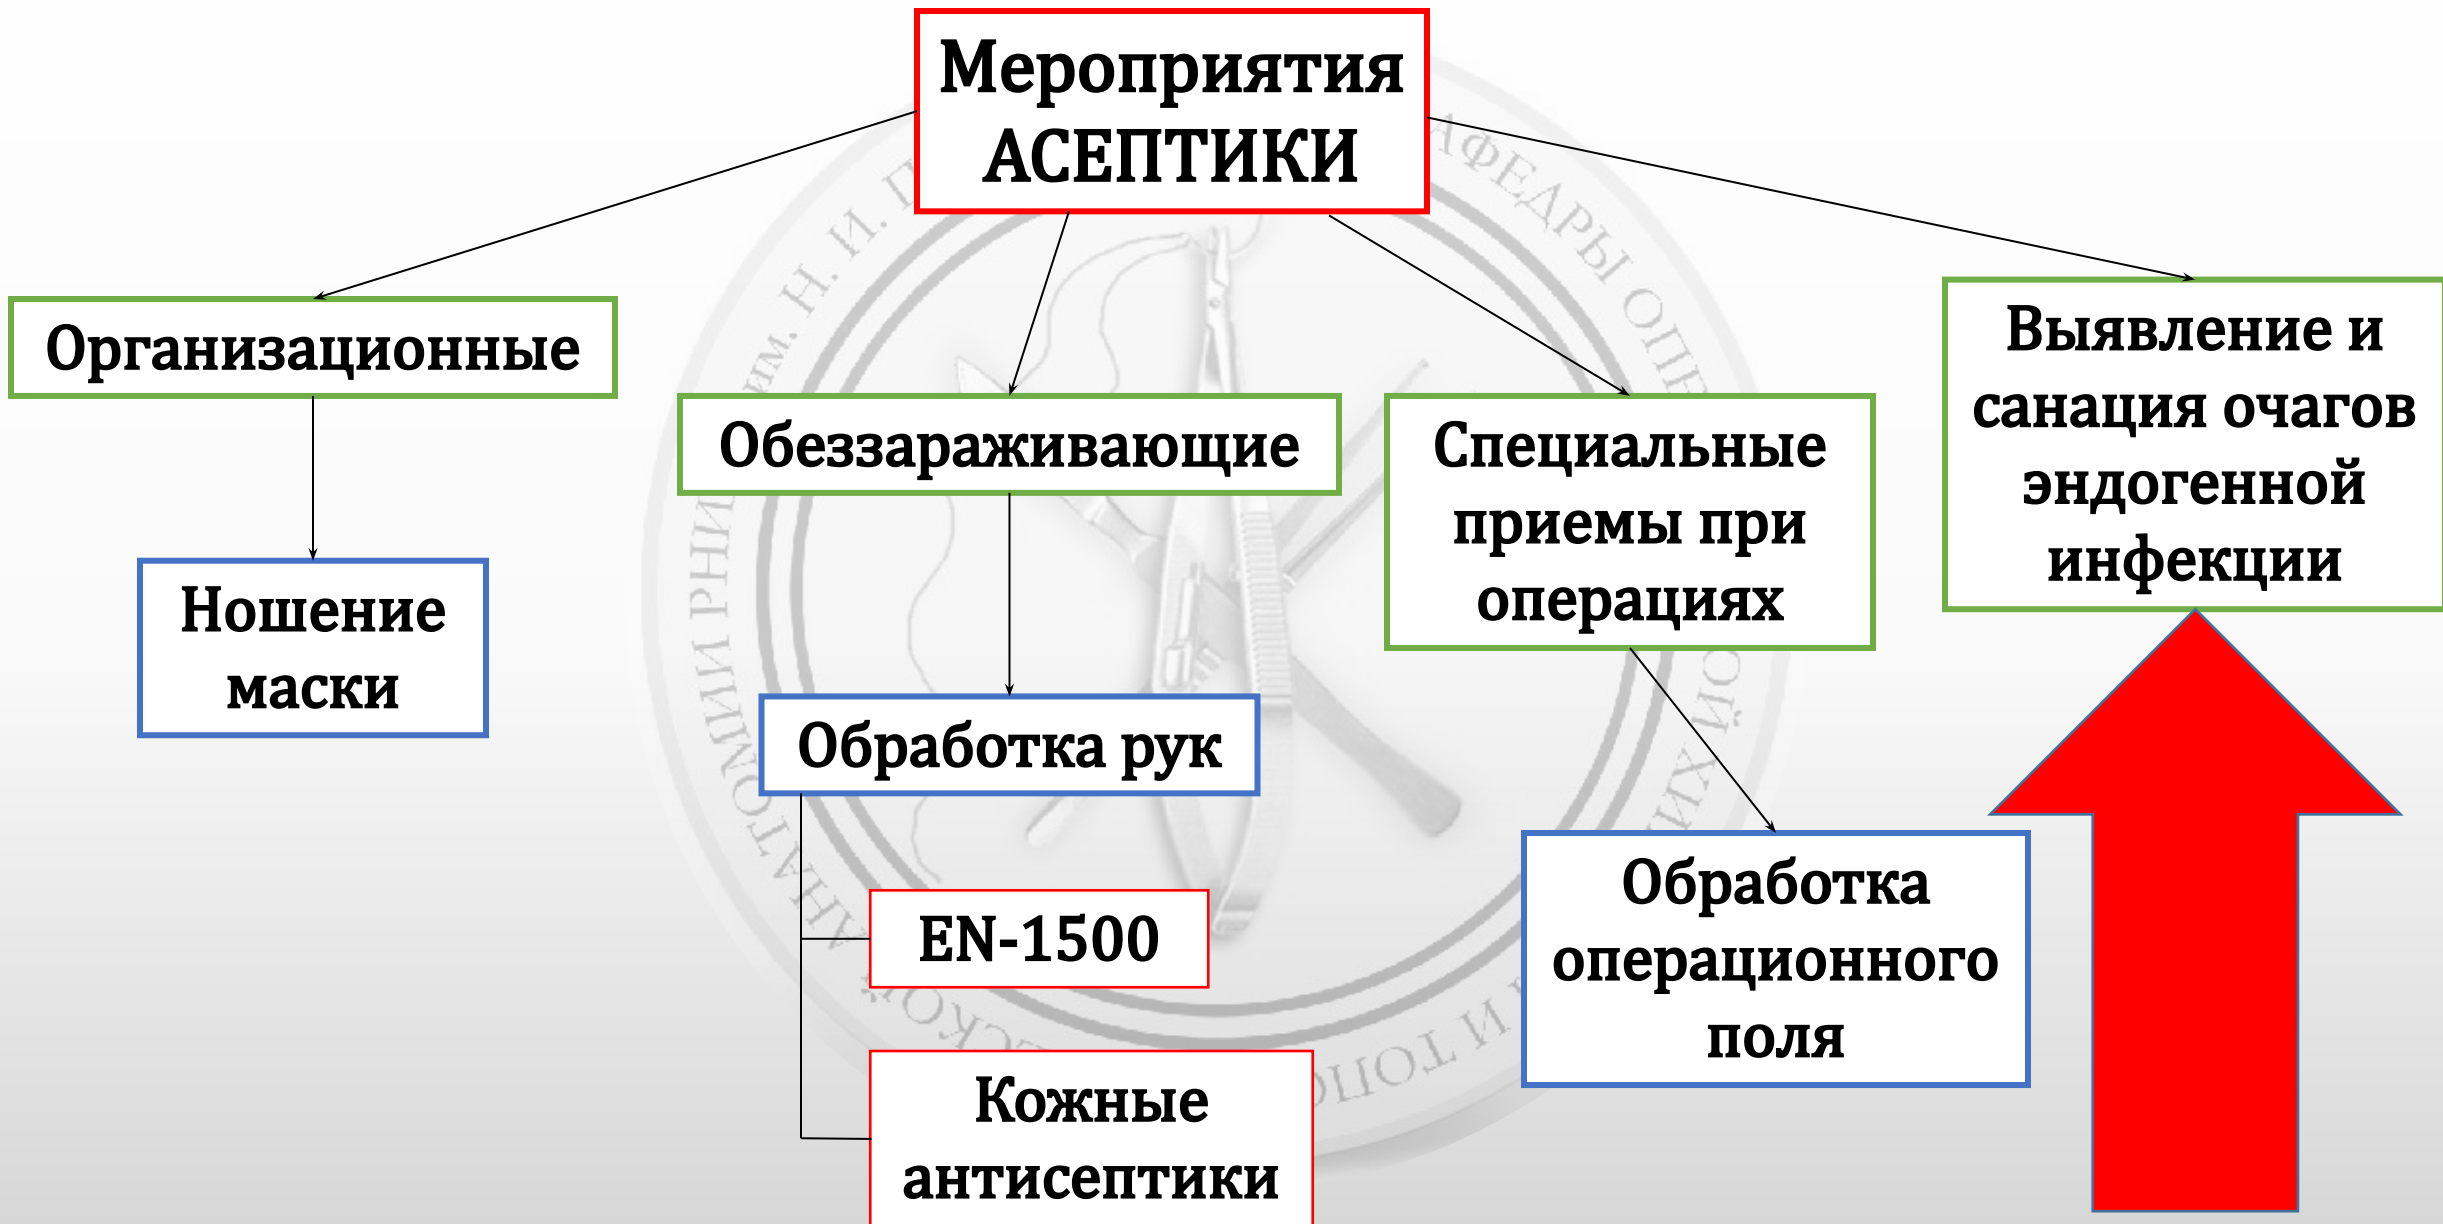 Мероприятия
АСЕПТИКИ
Организационные
Обеззараживающие
Специальные
приемы при
операциях
Выявление и
санация очагов
эндогенной
инфекции
Ношение
маски
Обработка рук
EN-1500
Кожные
антисептики
Обработка
операционного
поля
им. Н. И.